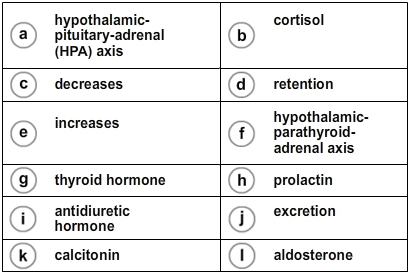 a hypothalamic-
pituitary-adrenal
(HPA) axis
b cortisol
c decreases
d retention
e increases
f hypothalamic-
parathyroid-
adrenal axis
g thyroid hormone
h prolactin
i antidiuretic
hormone
j excretion
k calcitonin
l aldosterone